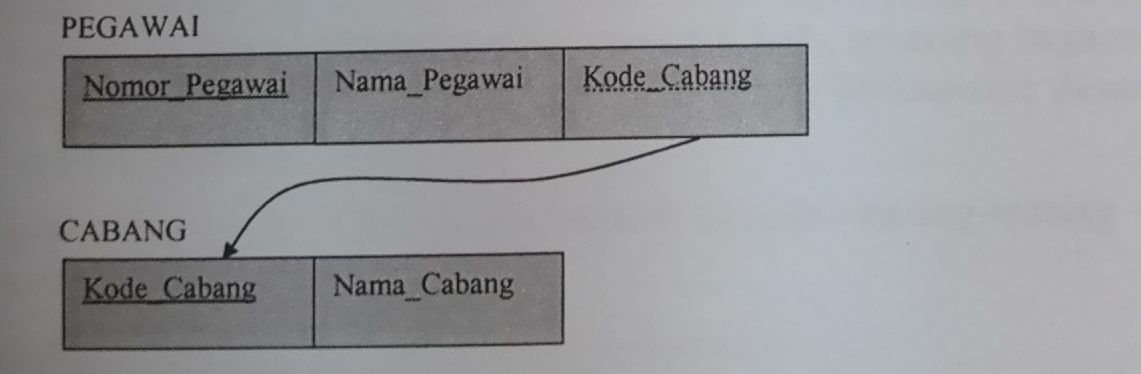 PEGAWAI
Nomor_Pegawai Nama_Pegawai Kode_Cabang
CABANG
Kode_Cabang Nama_Cabang